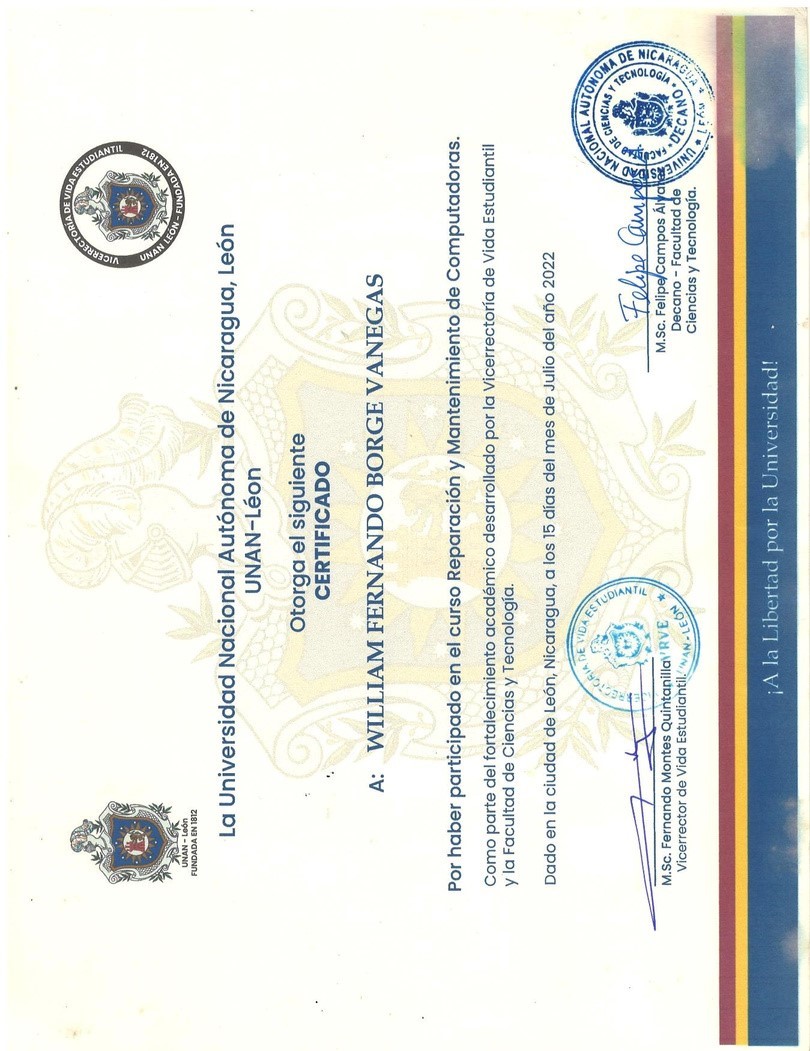 UNAN - León
FUNDADA EN 1812
VICERRECTORÍA DE VIDA ESTUDIANTIL
UNAN LEÓN - FUNDADA EN 1812
La Universidad Nacional Autónoma de Nicaragua, León
UNAN-Léon
Otorga el siguiente
CERTIFICADO
A: WILLIAM FERNANDO BORGE VANEGAS
Por haber participado en el curso Reparación y Mantenimiento de Computadoras.
Como parte del fortalecimiento académico desarrollado por la Vicerrectoría de Vida Estudiantil
y la Facultad de Ciencias y Tecnología.
Dado en la ciudad de León, Nicaragua, a los 15 días del mes de Julio del año 2022
VICERRECTORIA DE VIDA ESTUDIANTIL
VRVE
UNAN - LEÓN
M.Sc. Fernando Montes Quintanilla
Vicerrector de Vida Estudiantil.
Felipe Campos
M.Sc. Felipe Campos Álva
Decano - Facultad de
Ciencias y Tecnología.
UNIVERSIDAD NACIONAL AUTÓNOMA DE NICARAGUA
FACULTAD DE CIENCIAS Y TECNOLOGÍA
DECANO
LEÓN
¡A la Libertad por la Universidad!